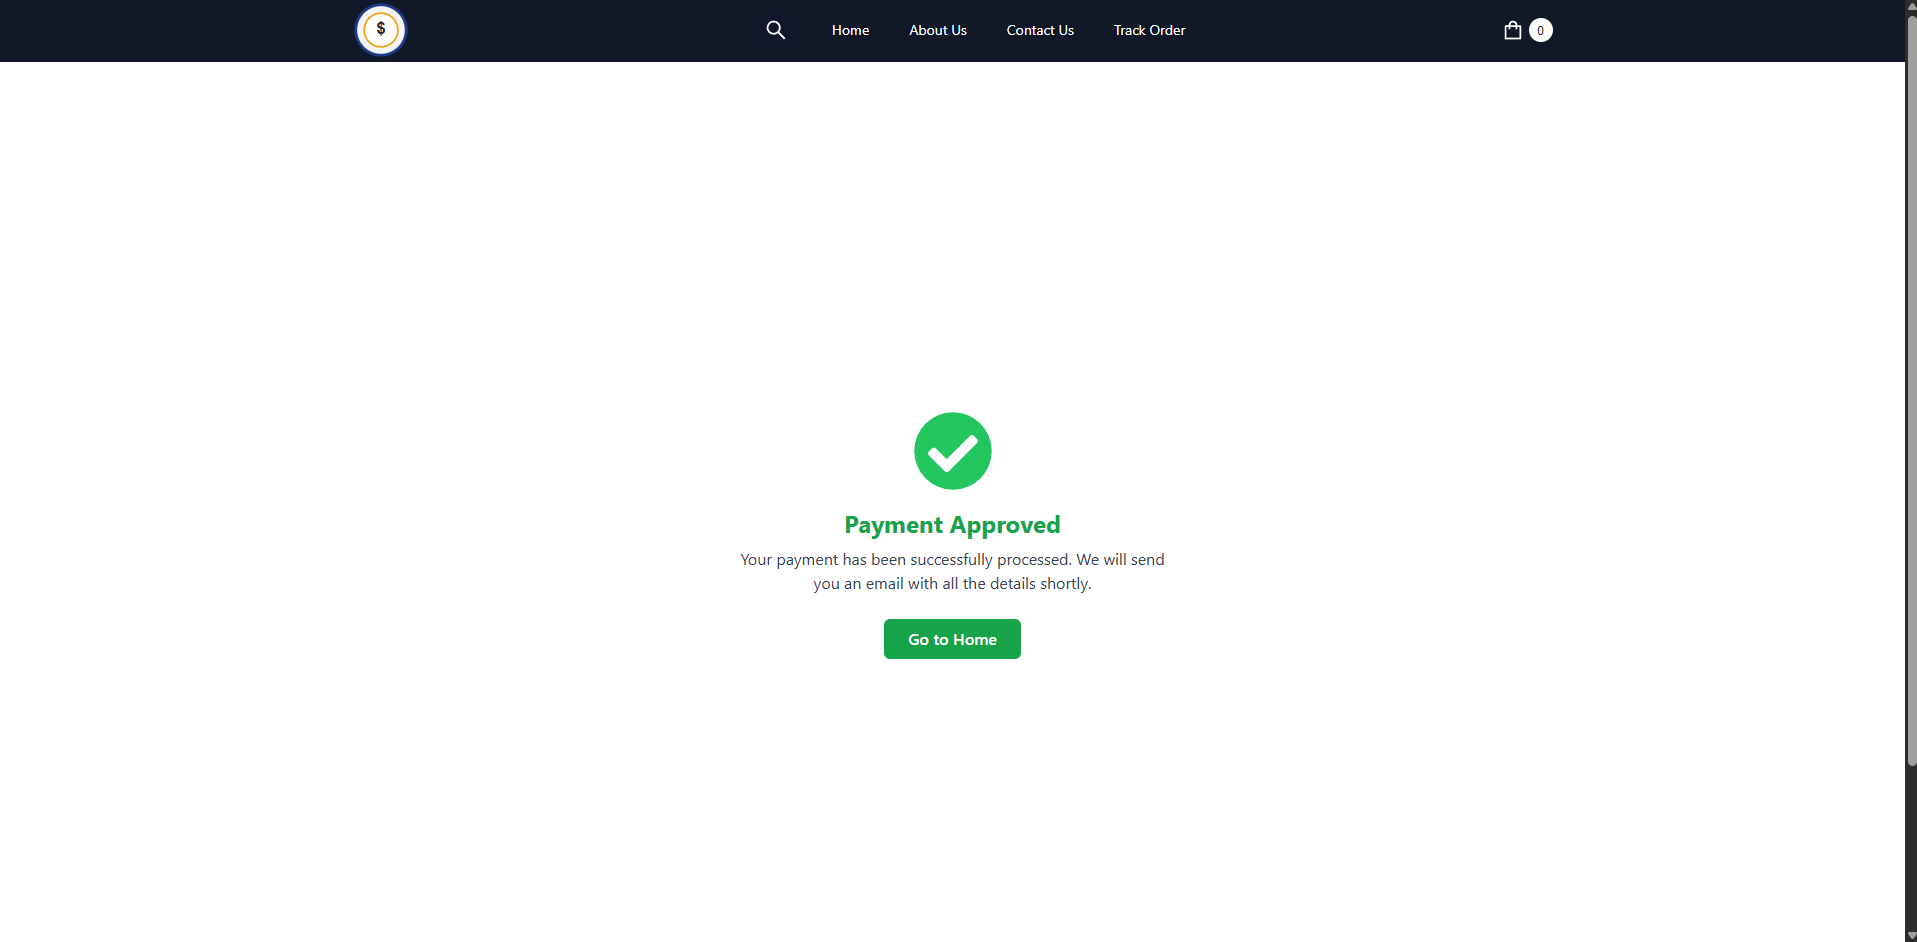 $
Home
About Us
Contact Us
Track Order
0
Payment Approved
Your payment has been successfully processed. We will send
you an email with all the details shortly.
Go to Home